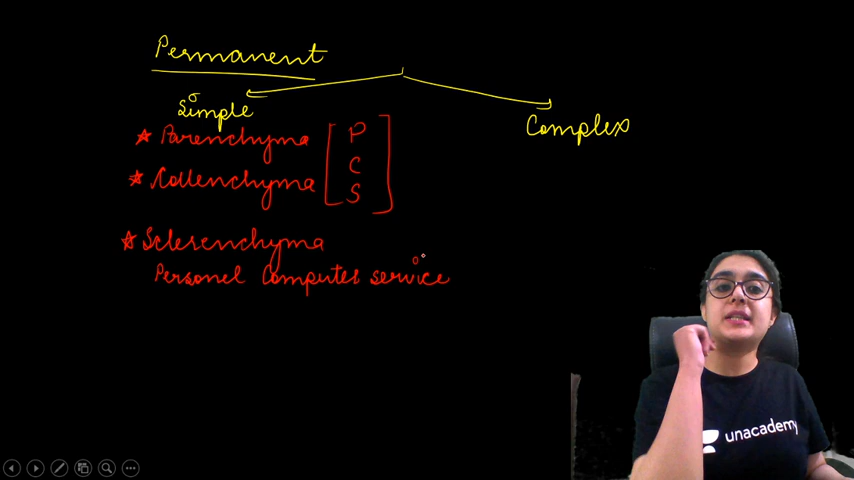 Permanent
Simple
Complex
★ Parenchyma
P
★ Collenchyma
C
S
★ Sclerenchyma
Personel Computer service
unacademy